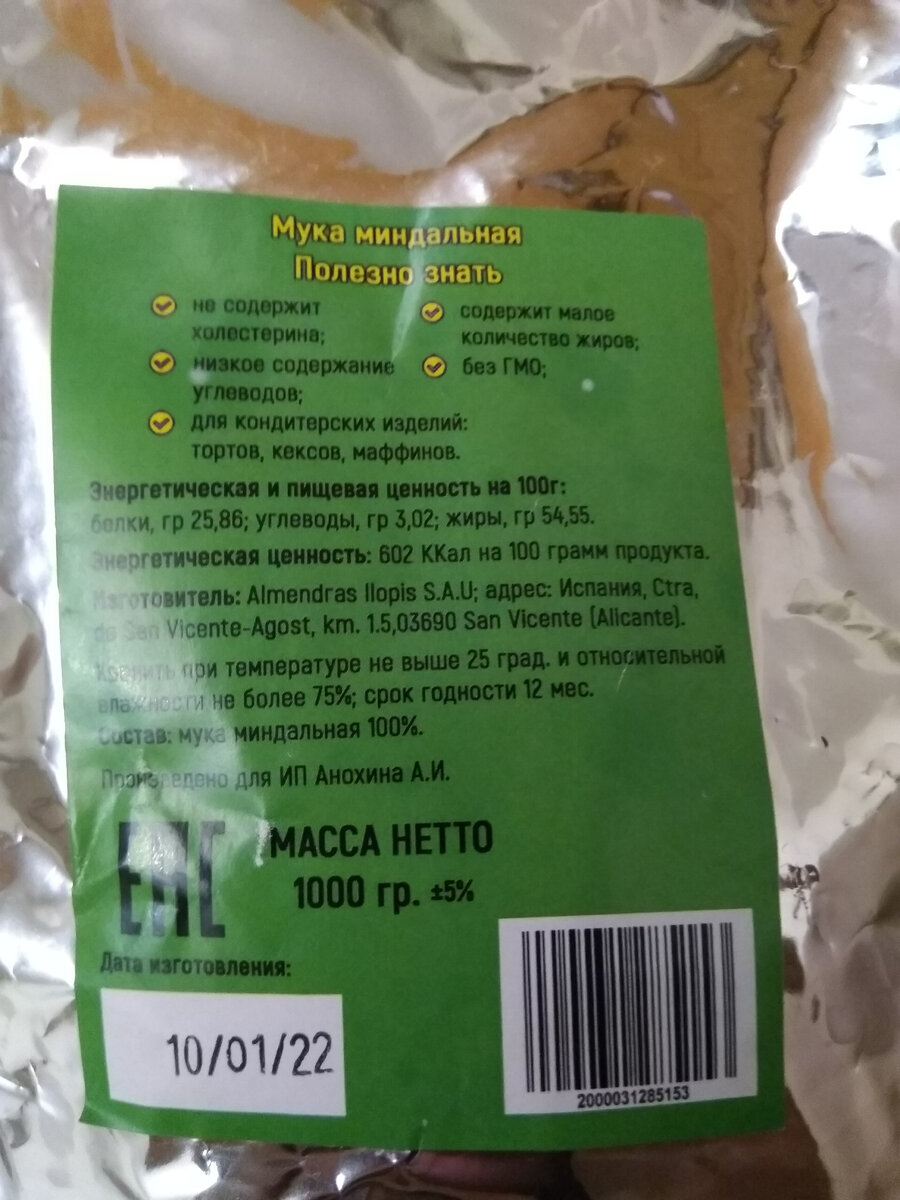 Мука миндальная
Полезно знать
не содержит
холестерина;
низкое содержание
углеводов;
содержит малое
количество жиров;
без ГМО;
для кондитерских изделий:
тортов, кексов, маффинов.
Энергетическая и пищевая ценность на 100г:
белки, гр 25,86; углеводы, гр 3,02; жиры, гр 54,55.
Энергетическая ценность: 602 ККал на 100 грамм продукта.
Изготовитель: Almendras llopis S.A.U; адрес: Испания, Ctra,
de San Vicente-Agost, km. 1.5,03690 San Vicente (Alicante).
Хранить при температуре не выше 25 град. и относительной
влажности не более 75%; срок годности 12 мес.
Состав: мука миндальная 100%.
Произведено для ИП Анохина А.И.
ЕАС
МАССА НЕТТО
1000 гр. ±5%
Дата изготовления:
10/01/22
2000031285153